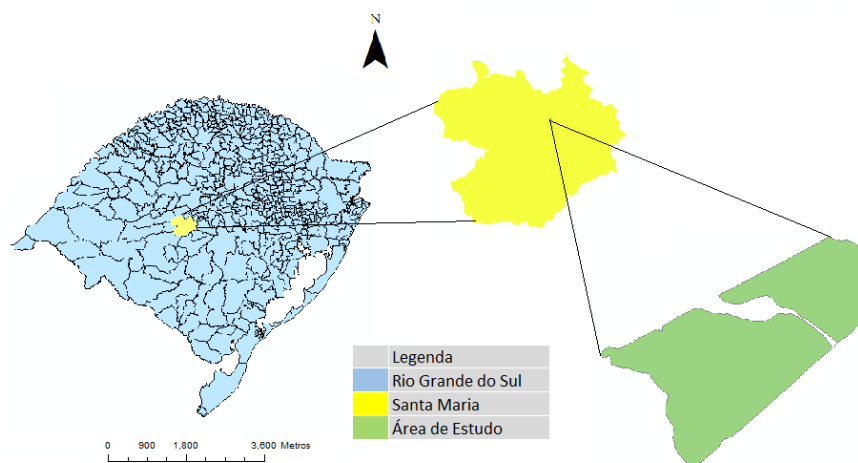 N
Legenda
Rio Grande do Sul
Santa Maria
Área de Estudo
0 900 1,800 3,600 Metros